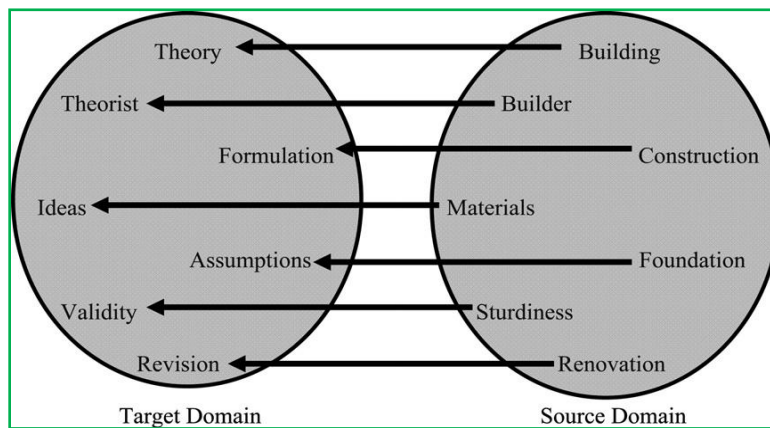 Theory Building
Theorist Builder
Formulation Construction
Ideas Materials
Assumptions Foundation
Validity Sturdiness
Revision Renovation
Target Domain Source Domain